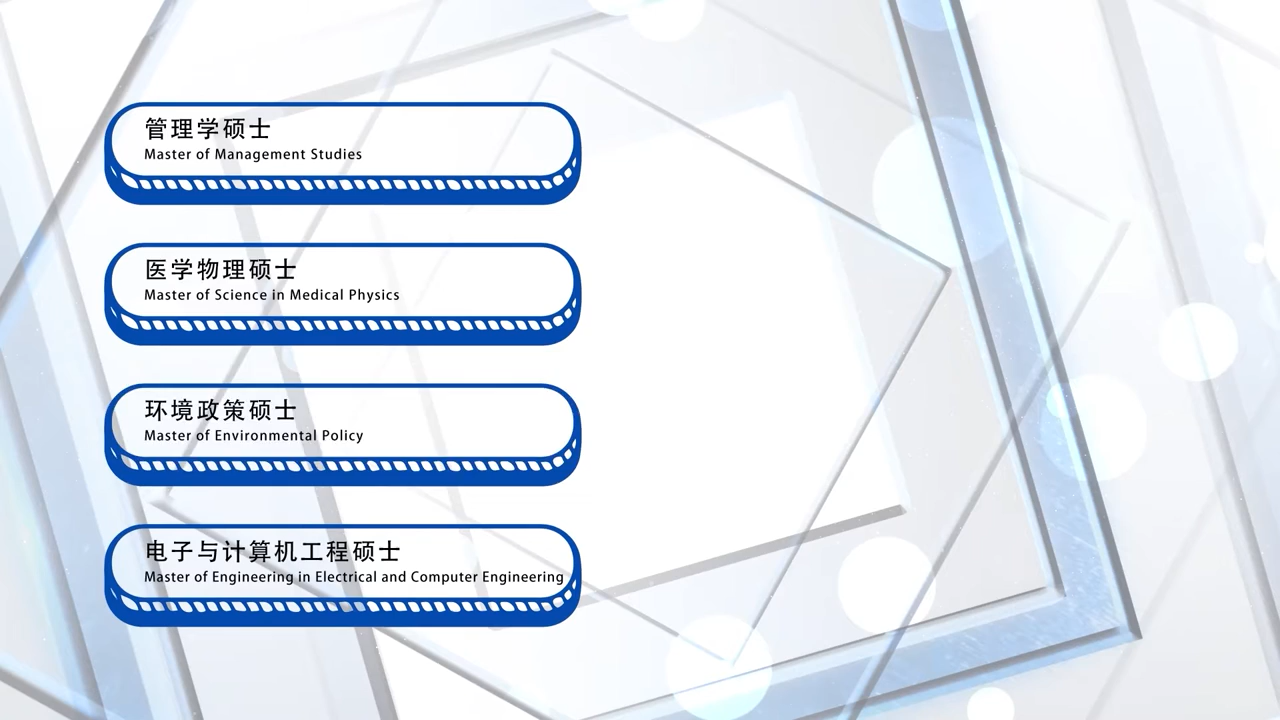 管理学硕士
Master of Management Studies
医学物理硕士
Master of Science in Medical Physics
环境政策硕士
Master of Environmental Policy
电子与计算机工程硕士
Master of Engineering in Electrical and Computer Engineering